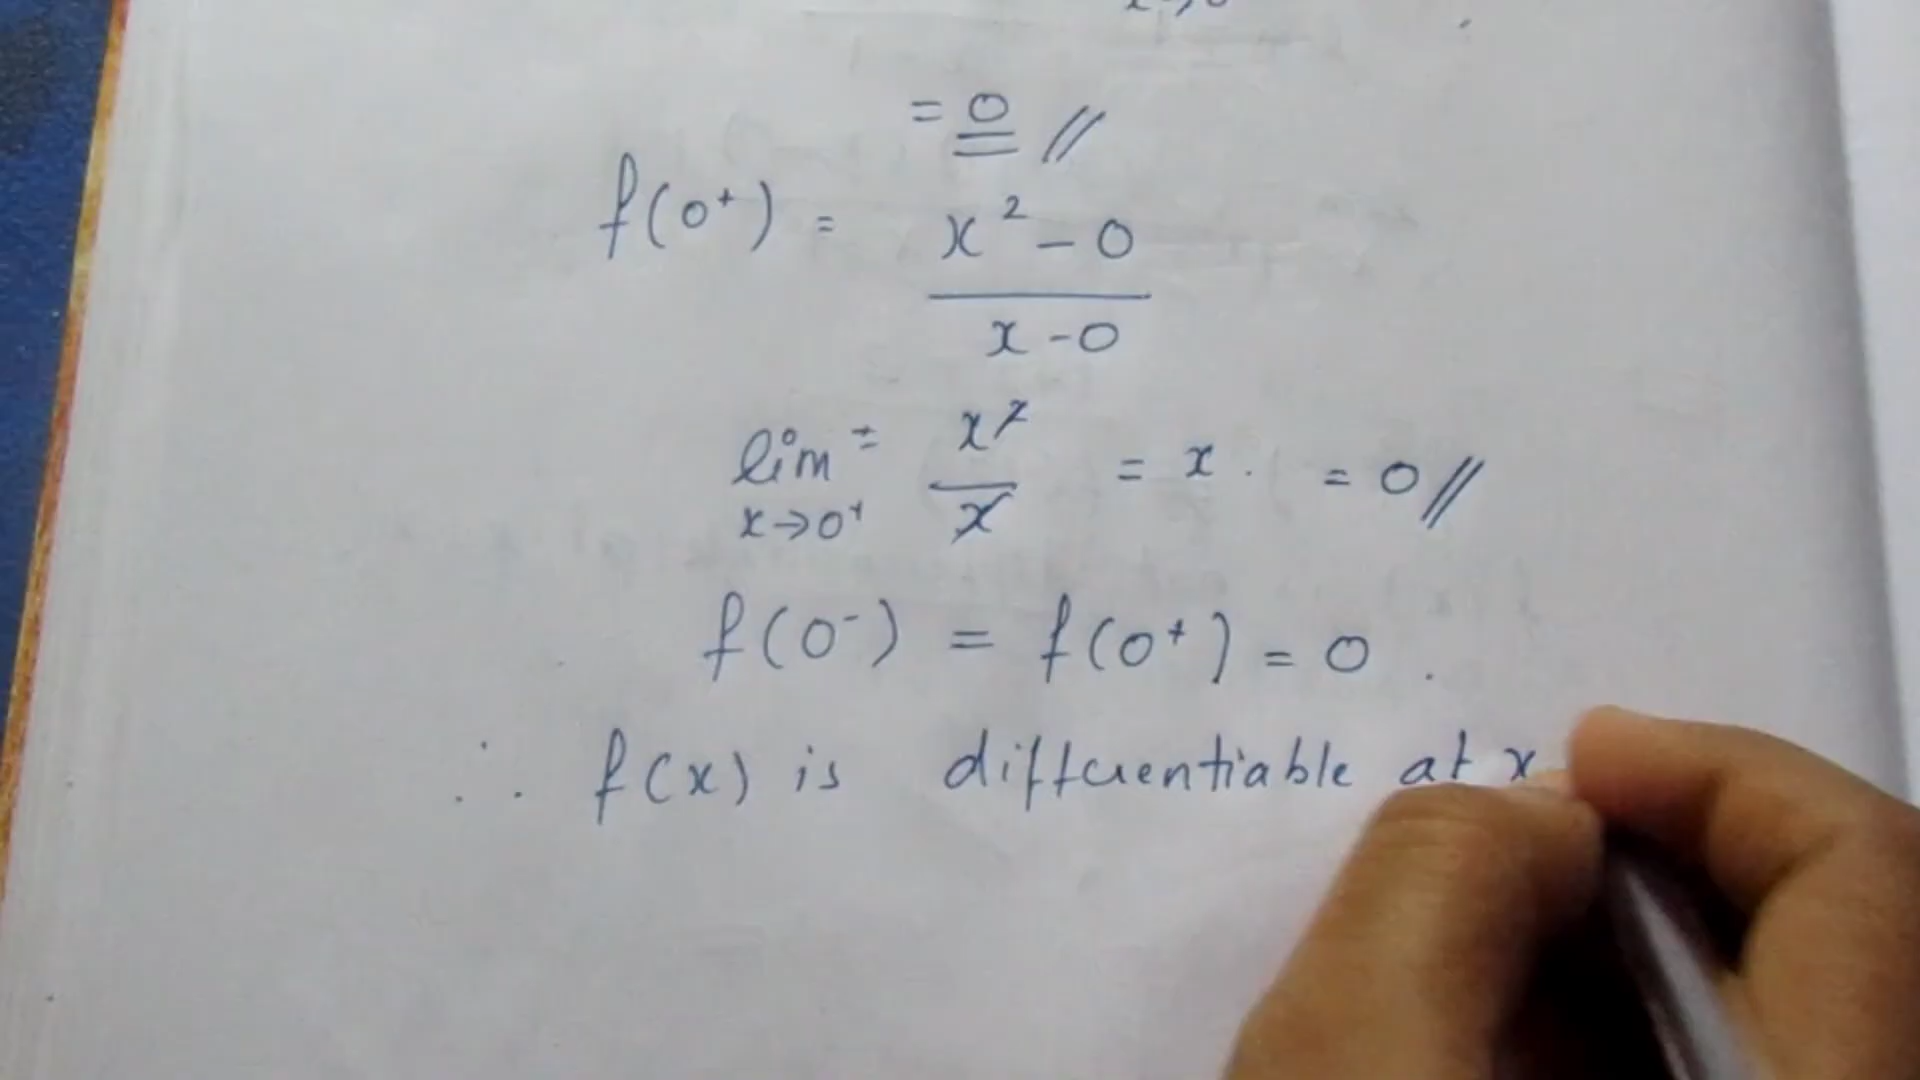 = 0 //
f(0⁺) = x² - 0
x - 0
lim = x² / x = x . = 0 //
x→0⁺
f(0⁻) = f(0⁺) = 0 .
∴ f(x) is differentiable at x